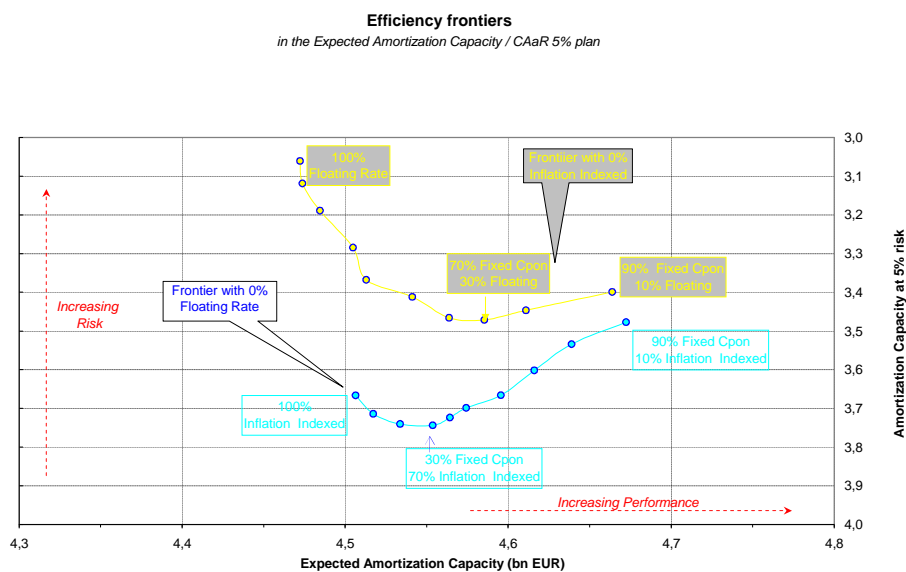 Efficiency frontiers
in the Expected Amortization Capacity / CAaR 5% plan
3,0
3,1
3,2
3,3
3,4
3,5
3,6
3,7
3,8
3,9
4,0
Amortization Capacity at 5% risk
100%
Floating Rate
Frontiier with 0%
Inflation Indexed
70% Fixed Cpon
30% Floating
90% Fixed Cpon
10% Floating
Frontier with 0%
Floating Rate
Increasing
Risk
90% Fixed Cpon
10% Inflation Indexed
100%
Inflation Indexed
30% Fixed Cpon
70% Inflation Indexed
Increasing Performance
4,3
4,4
4,5
4,6
4,7
4,8
Expected Amortization Capacity (bn EUR)